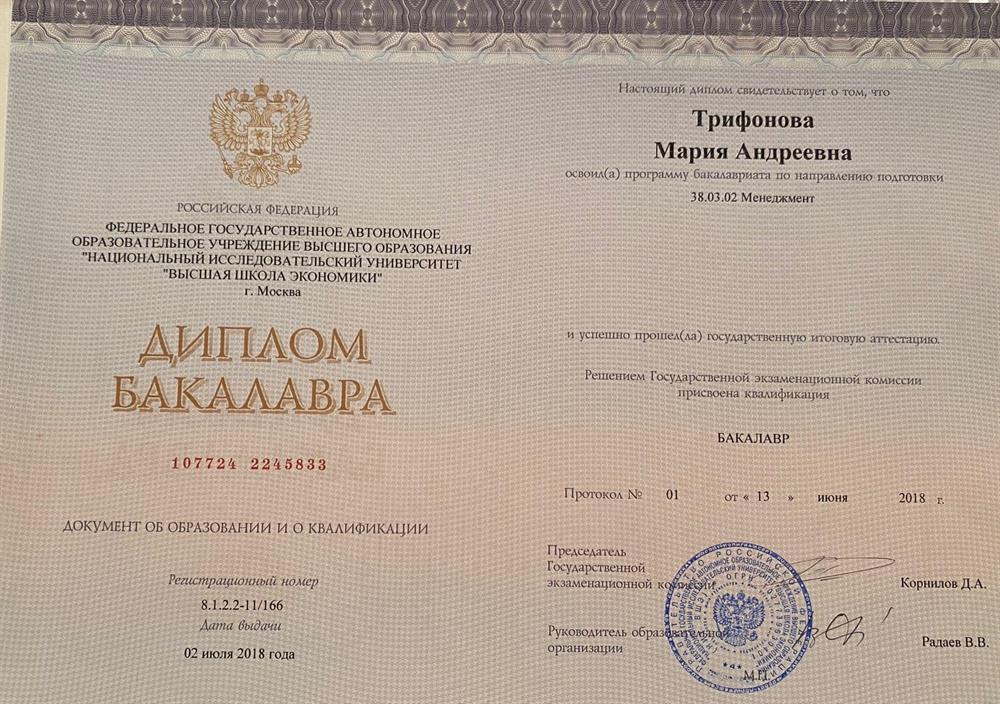 РОССИЙСКАЯ ФЕДЕРАЦИЯ
ФЕДЕРАЛЬНОЕ ГОСУДАРСТВЕННОЕ АВТОНОМНОЕ
ОБРАЗОВАТЕЛЬНОЕ УЧРЕЖДЕНИЕ ВЫСШЕГО ОБРАЗОВАНИЯ
"НАЦИОНАЛЬНЫЙ ИССЛЕДОВАТЕЛЬСКИЙ УНИВЕРСИТЕТ
"ВЫСШАЯ ШКОЛА ЭКОНОМИКИ"
г. Москва
ДИПЛОМ
БАКАЛАВРА
107724 2245833
ДОКУМЕНТ ОБ ОБРАЗОВАНИИ И О КВАЛИФИКАЦИИ
Регистрационный номер
8.1.2.2-11/166
Дата выдачи
02 июля 2018 года
Настоящий диплом свидетельствует о том, что
Трифонова
Мария Андреевна
освоил(а) программу бакалавриата по направлению подготовки
38.03.02 Менеджмент
и успешно прошел(ла) государственную итоговую аттестацию.
Решением Государственной экзаменационной комиссии
присвоена квалификация
БАКАЛАВР
Протокол № 01 от « 13 » июня 2018 г.
Председатель
Государственной
экзаменационной комиссии
Корнилов Д.А.
Руководитель образовательной
организации
Радаев В.В.
М.П.